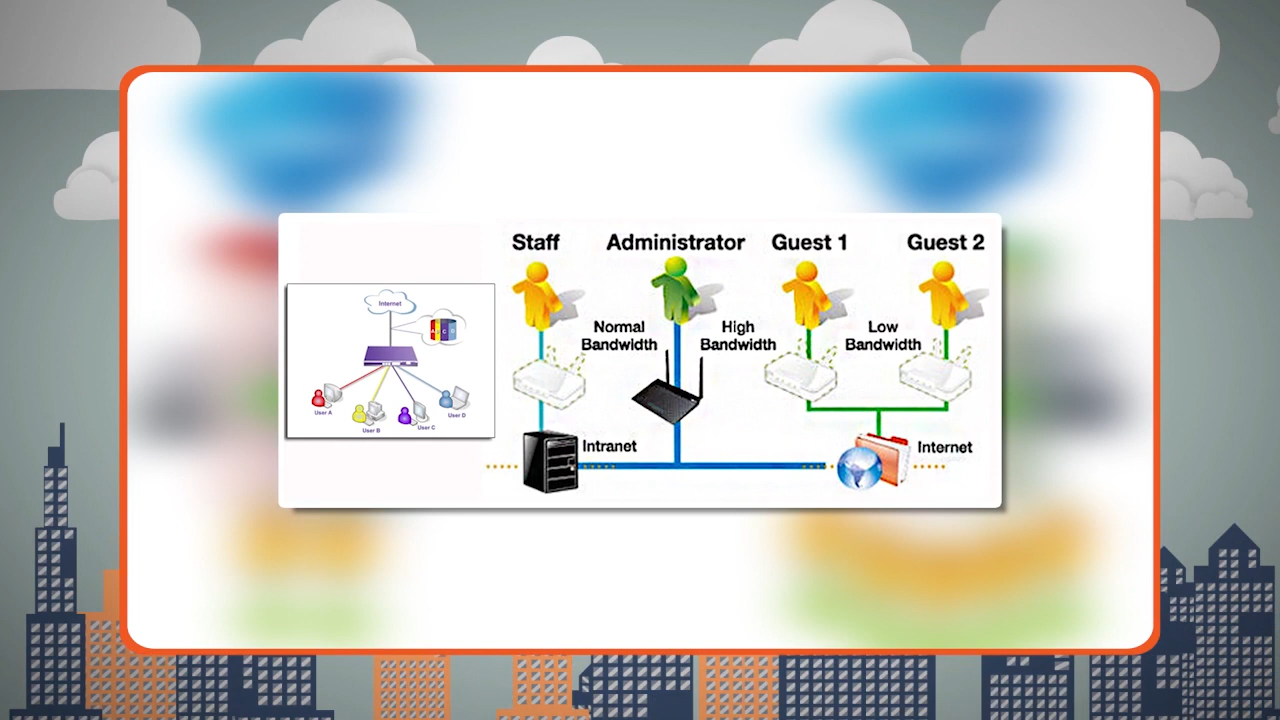 Staff
Administrator
Guest 1
Guest 2
Normal
Bandwidth
High
Bandwidth
Low
Bandwidth
Intranet
Internet
Internet
A
D
User A
User B
User C
User D